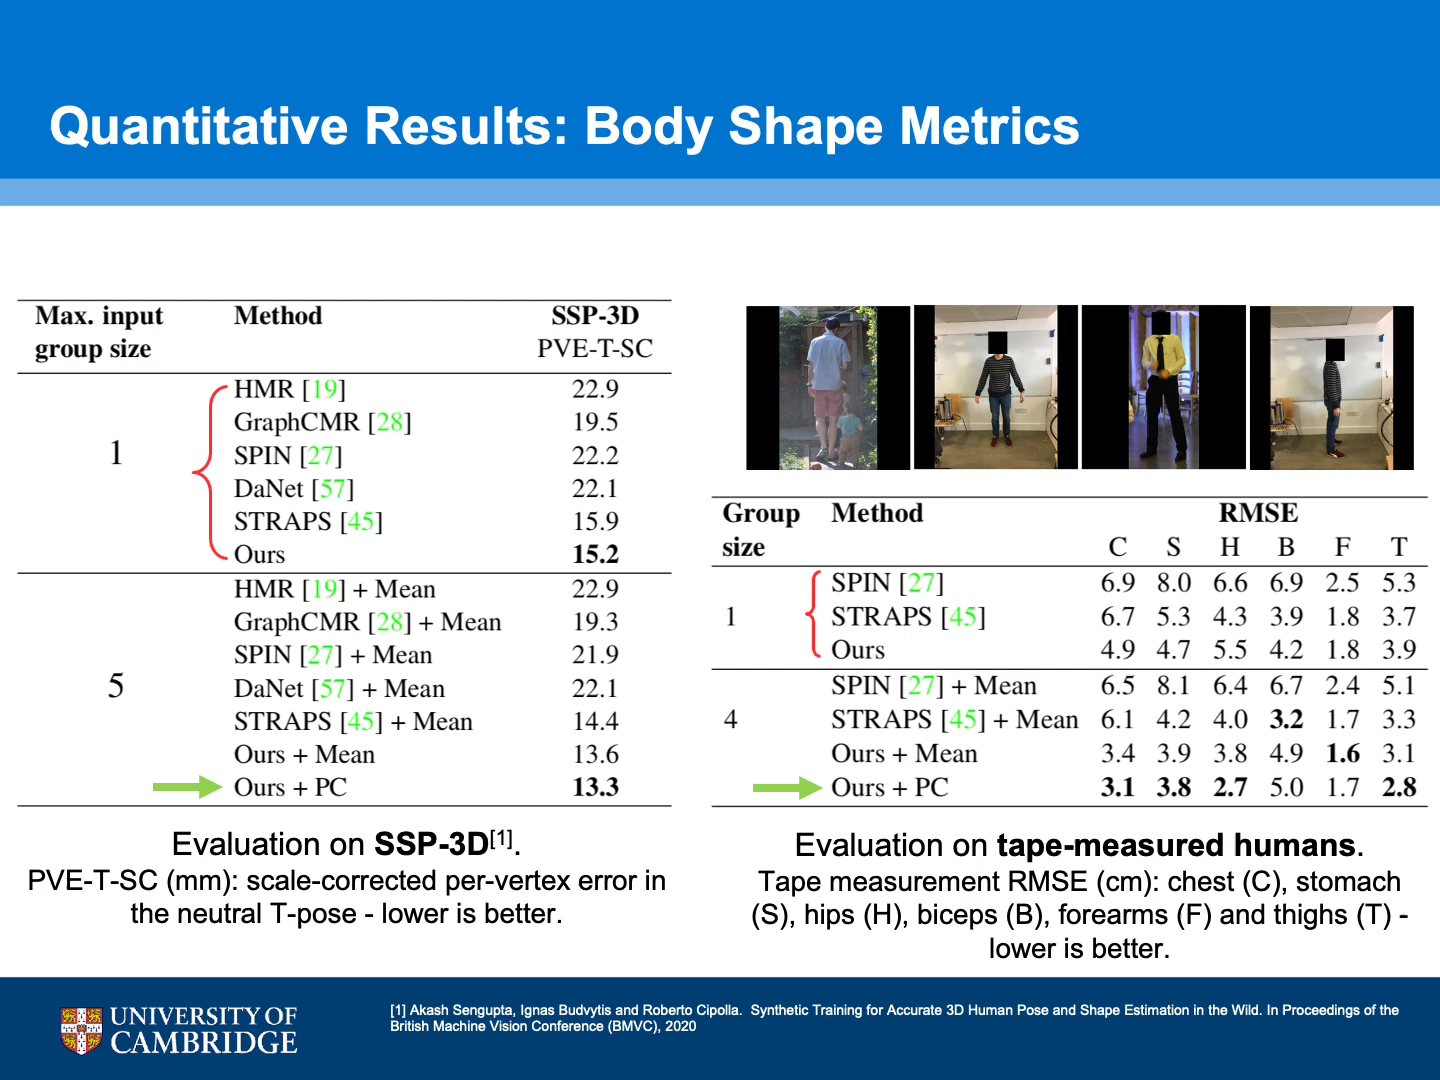 Quantitative Results: Body Shape Metrics
Max. input group size Method SSP-3D PVE-T-SC
1
HMR [19] 22.9
GraphCMR [28] 19.5
SPIN [27] 22.2
DaNet [57] 22.1
STRAPS [45] 15.9
Ours 15.2
5
HMR [19] + Mean 22.9
GraphCMR [28] + Mean 19.3
SPIN [27] + Mean 21.9
DaNet [57] + Mean 22.1
STRAPS [45] + Mean 14.4
Ours + Mean 13.6
Ours + PC 13.3
Evaluation on SSP-3D[1].
PVE-T-SC (mm): scale-corrected per-vertex error in
the neutral T-pose - lower is better.
Group size Method RMSE
C S H B F T
1
SPIN [27] 6.9 8.0 6.6 6.9 2.5 5.3
STRAPS [45] 6.7 5.3 4.3 3.9 1.8 3.7
Ours 4.9 4.7 5.5 4.2 1.8 3.9
4
SPIN [27] + Mean 6.5 8.1 6.4 6.7 2.4 5.1
STRAPS [45] + Mean 6.1 4.2 4.0 3.2 1.7 3.3
Ours + Mean 3.4 3.9 3.8 4.9 1.6 3.1
Ours + PC 3.1 3.8 2.7 5.0 1.7 2.8
Evaluation on tape-measured humans.
Tape measurement RMSE (cm): chest (C), stomach
(S), hips (H), biceps (B), forearms (F) and thighs (T) -
lower is better.
UNIVERSITY OF
CAMBRIDGE
[1] Akash Sengupta, Ignas Budvytis and Roberto Cipolla. Synthetic Training for Accurate 3D Human Pose and Shape Estimation in the Wild. In Proceedings of the
British Machine Vision Conference (BMVC), 2020